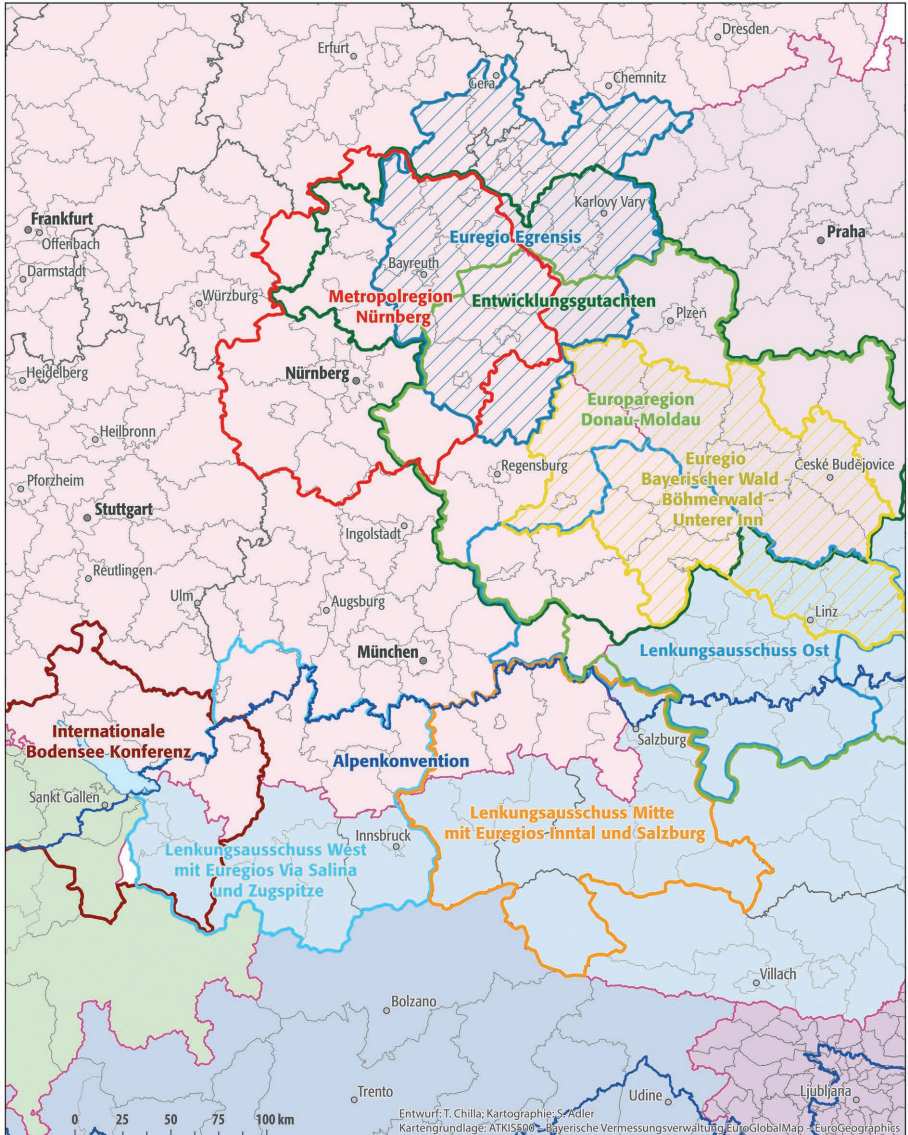 Dresden
Erfurt
Gera
Chemnitz
Karlovy Vary
Frankfurt
Offenbach
Euregio Egrensis
Praha
Darmstadt
Bayreuth
Würzburg
Metropolregion
Nürnberg
Entwicklungsgutachten
Plzeň
Heidelberg
Nürnberg
Europaregion
Donau-Moldau
Heilbronn
Regensburg
Euregio
Bayerischer Wald -
Böhmerwald -
Unterer Inn
České Budějovice
Pforzheim
Stuttgart
Ingolstadt
Reutlingen
Ulm
Augsburg
Linz
München
Lenkungsausschuss Ost
Internationale
Bodensee-Konferenz
Alpenkonvention
Salzburg
Sankt Gallen
Innsbruck
Lenkungsausschuss Mitte
mit Euregios-Inntal und Salzburg
Lenkungsausschuss West
mit Euregios Via Salina
und Zugspitze
Villach
Bolzano
Trento
Udine
Ljubljana
0 25 50 75 100 km
Entwurf: T. Chilla; Kartographie: S. Adler
Kartengrundlage: ATKIS500 - Bayerische Vermessungsverwaltung EuroGlobalMap - EuroGeographics